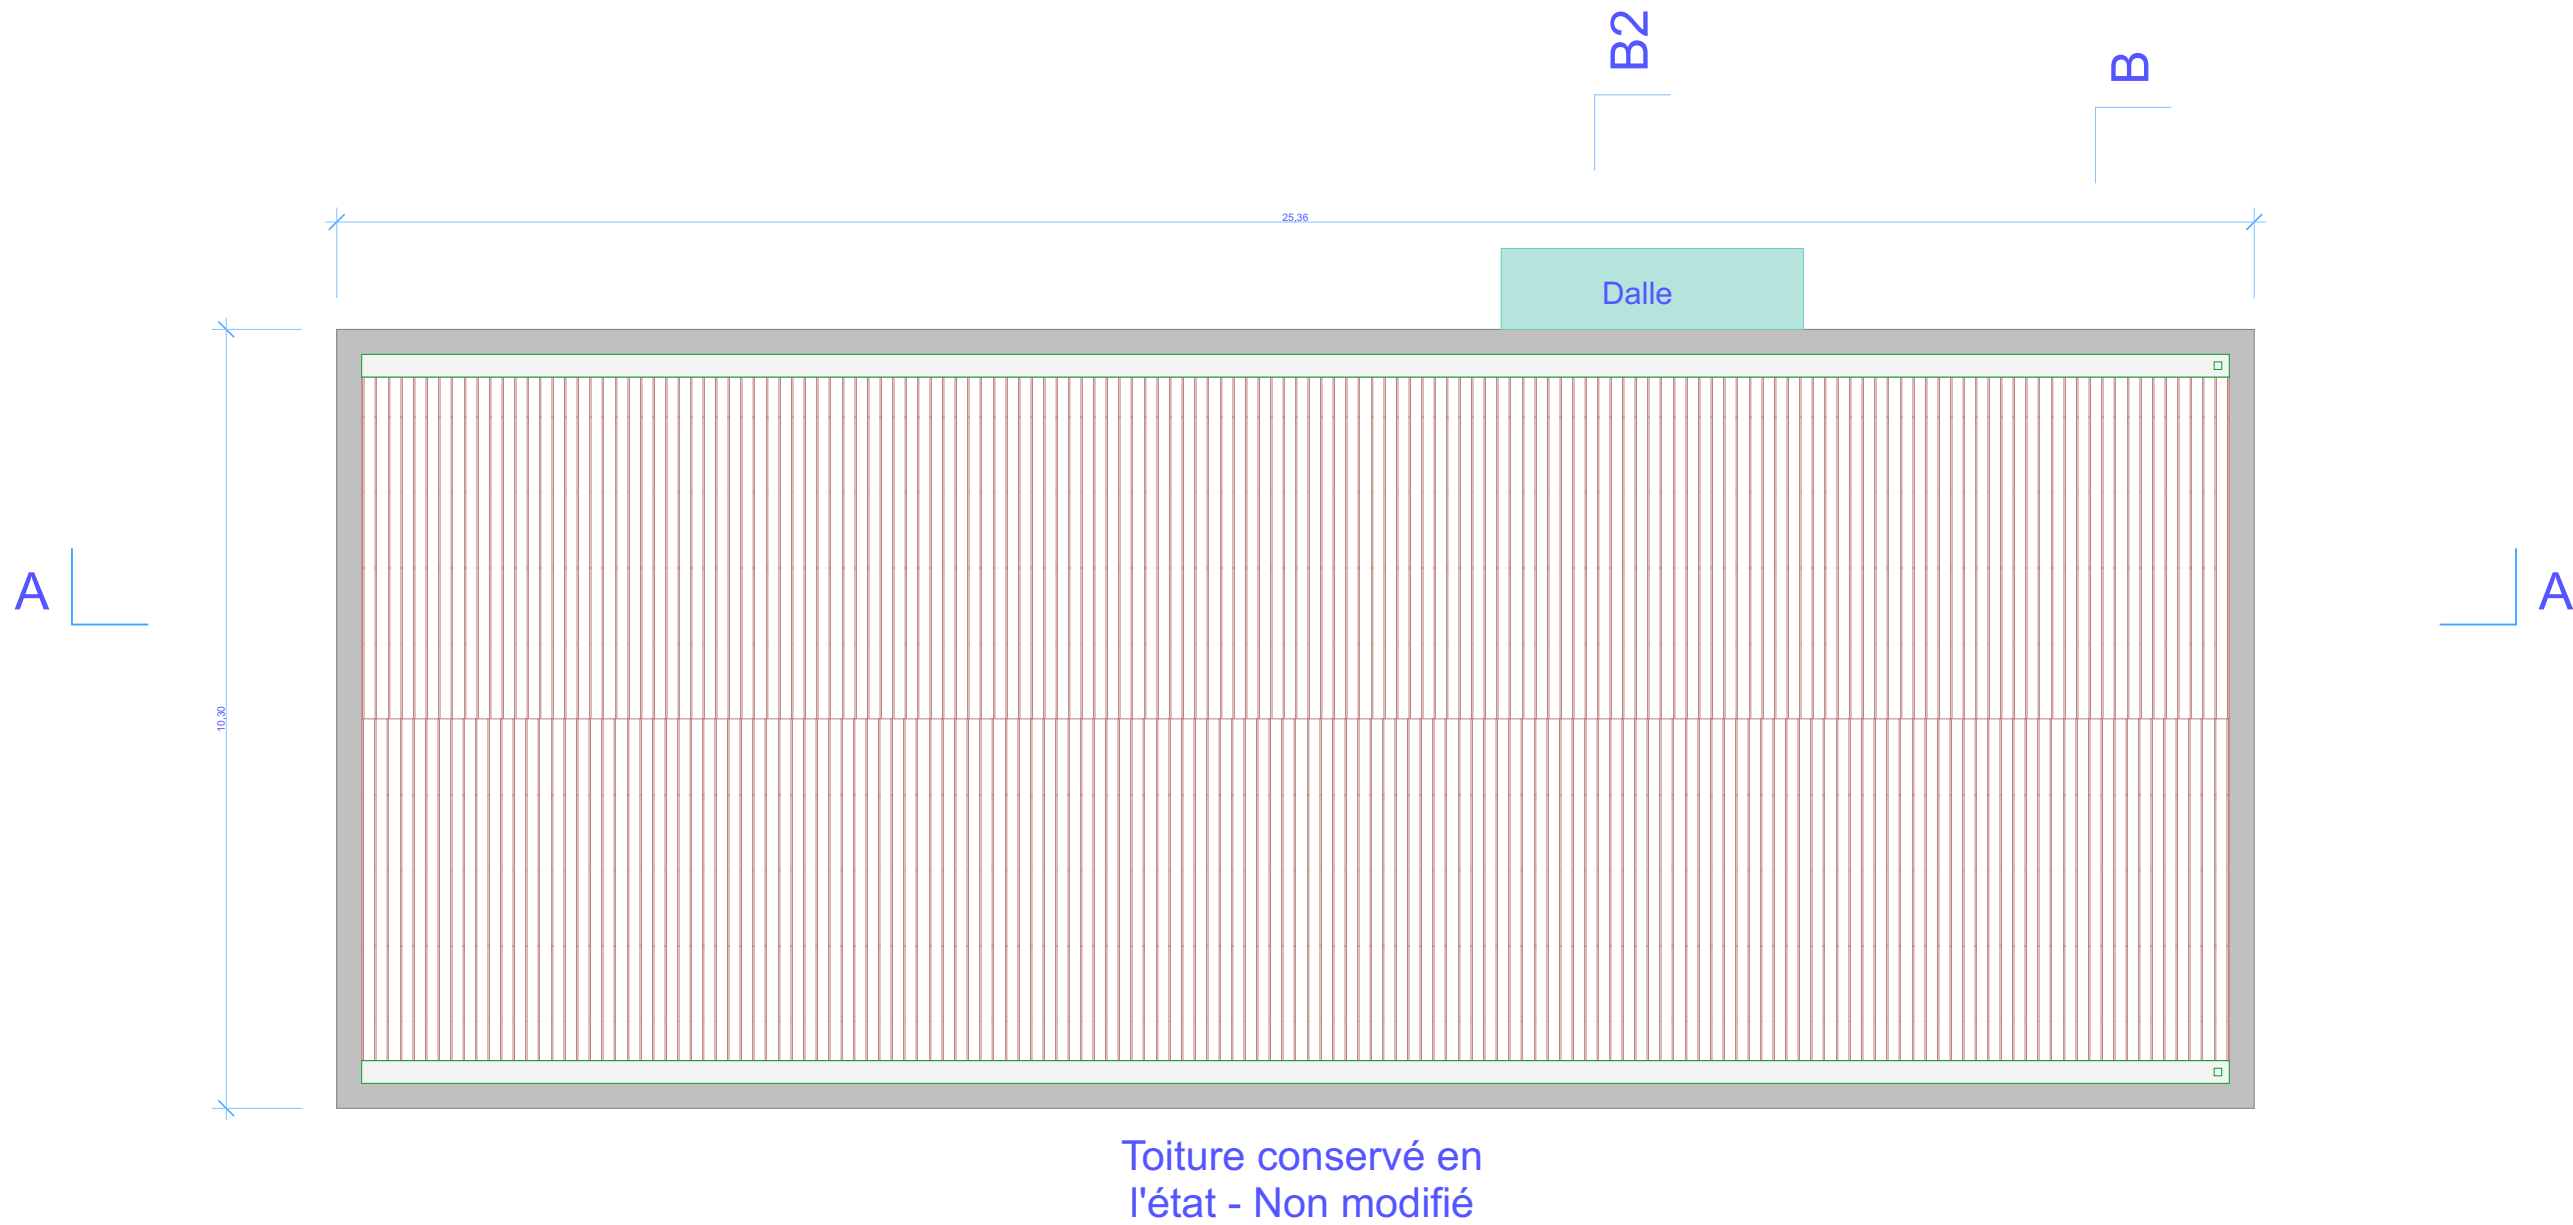 B2
B
25,36
Dalle
A
A
10,30
Toiture conservé en
l'état - Non modifié